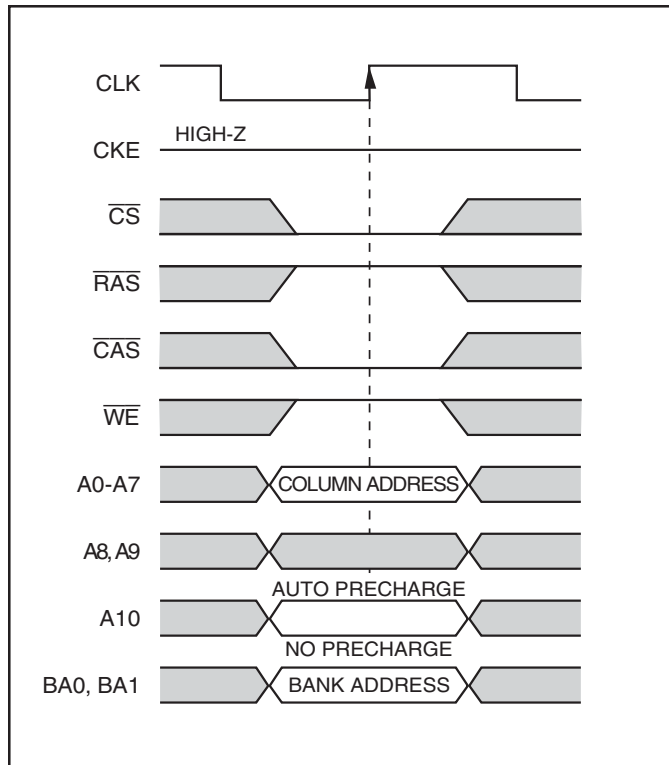 CLK
HIGH-Z
CKE
CS
RAS
CAS
WE
A0-A7 COLUMN ADDRESS
A8, A9
AUTO PRECHARGE
A10
NO PRECHARGE
BA0, BA1 BANK ADDRESS